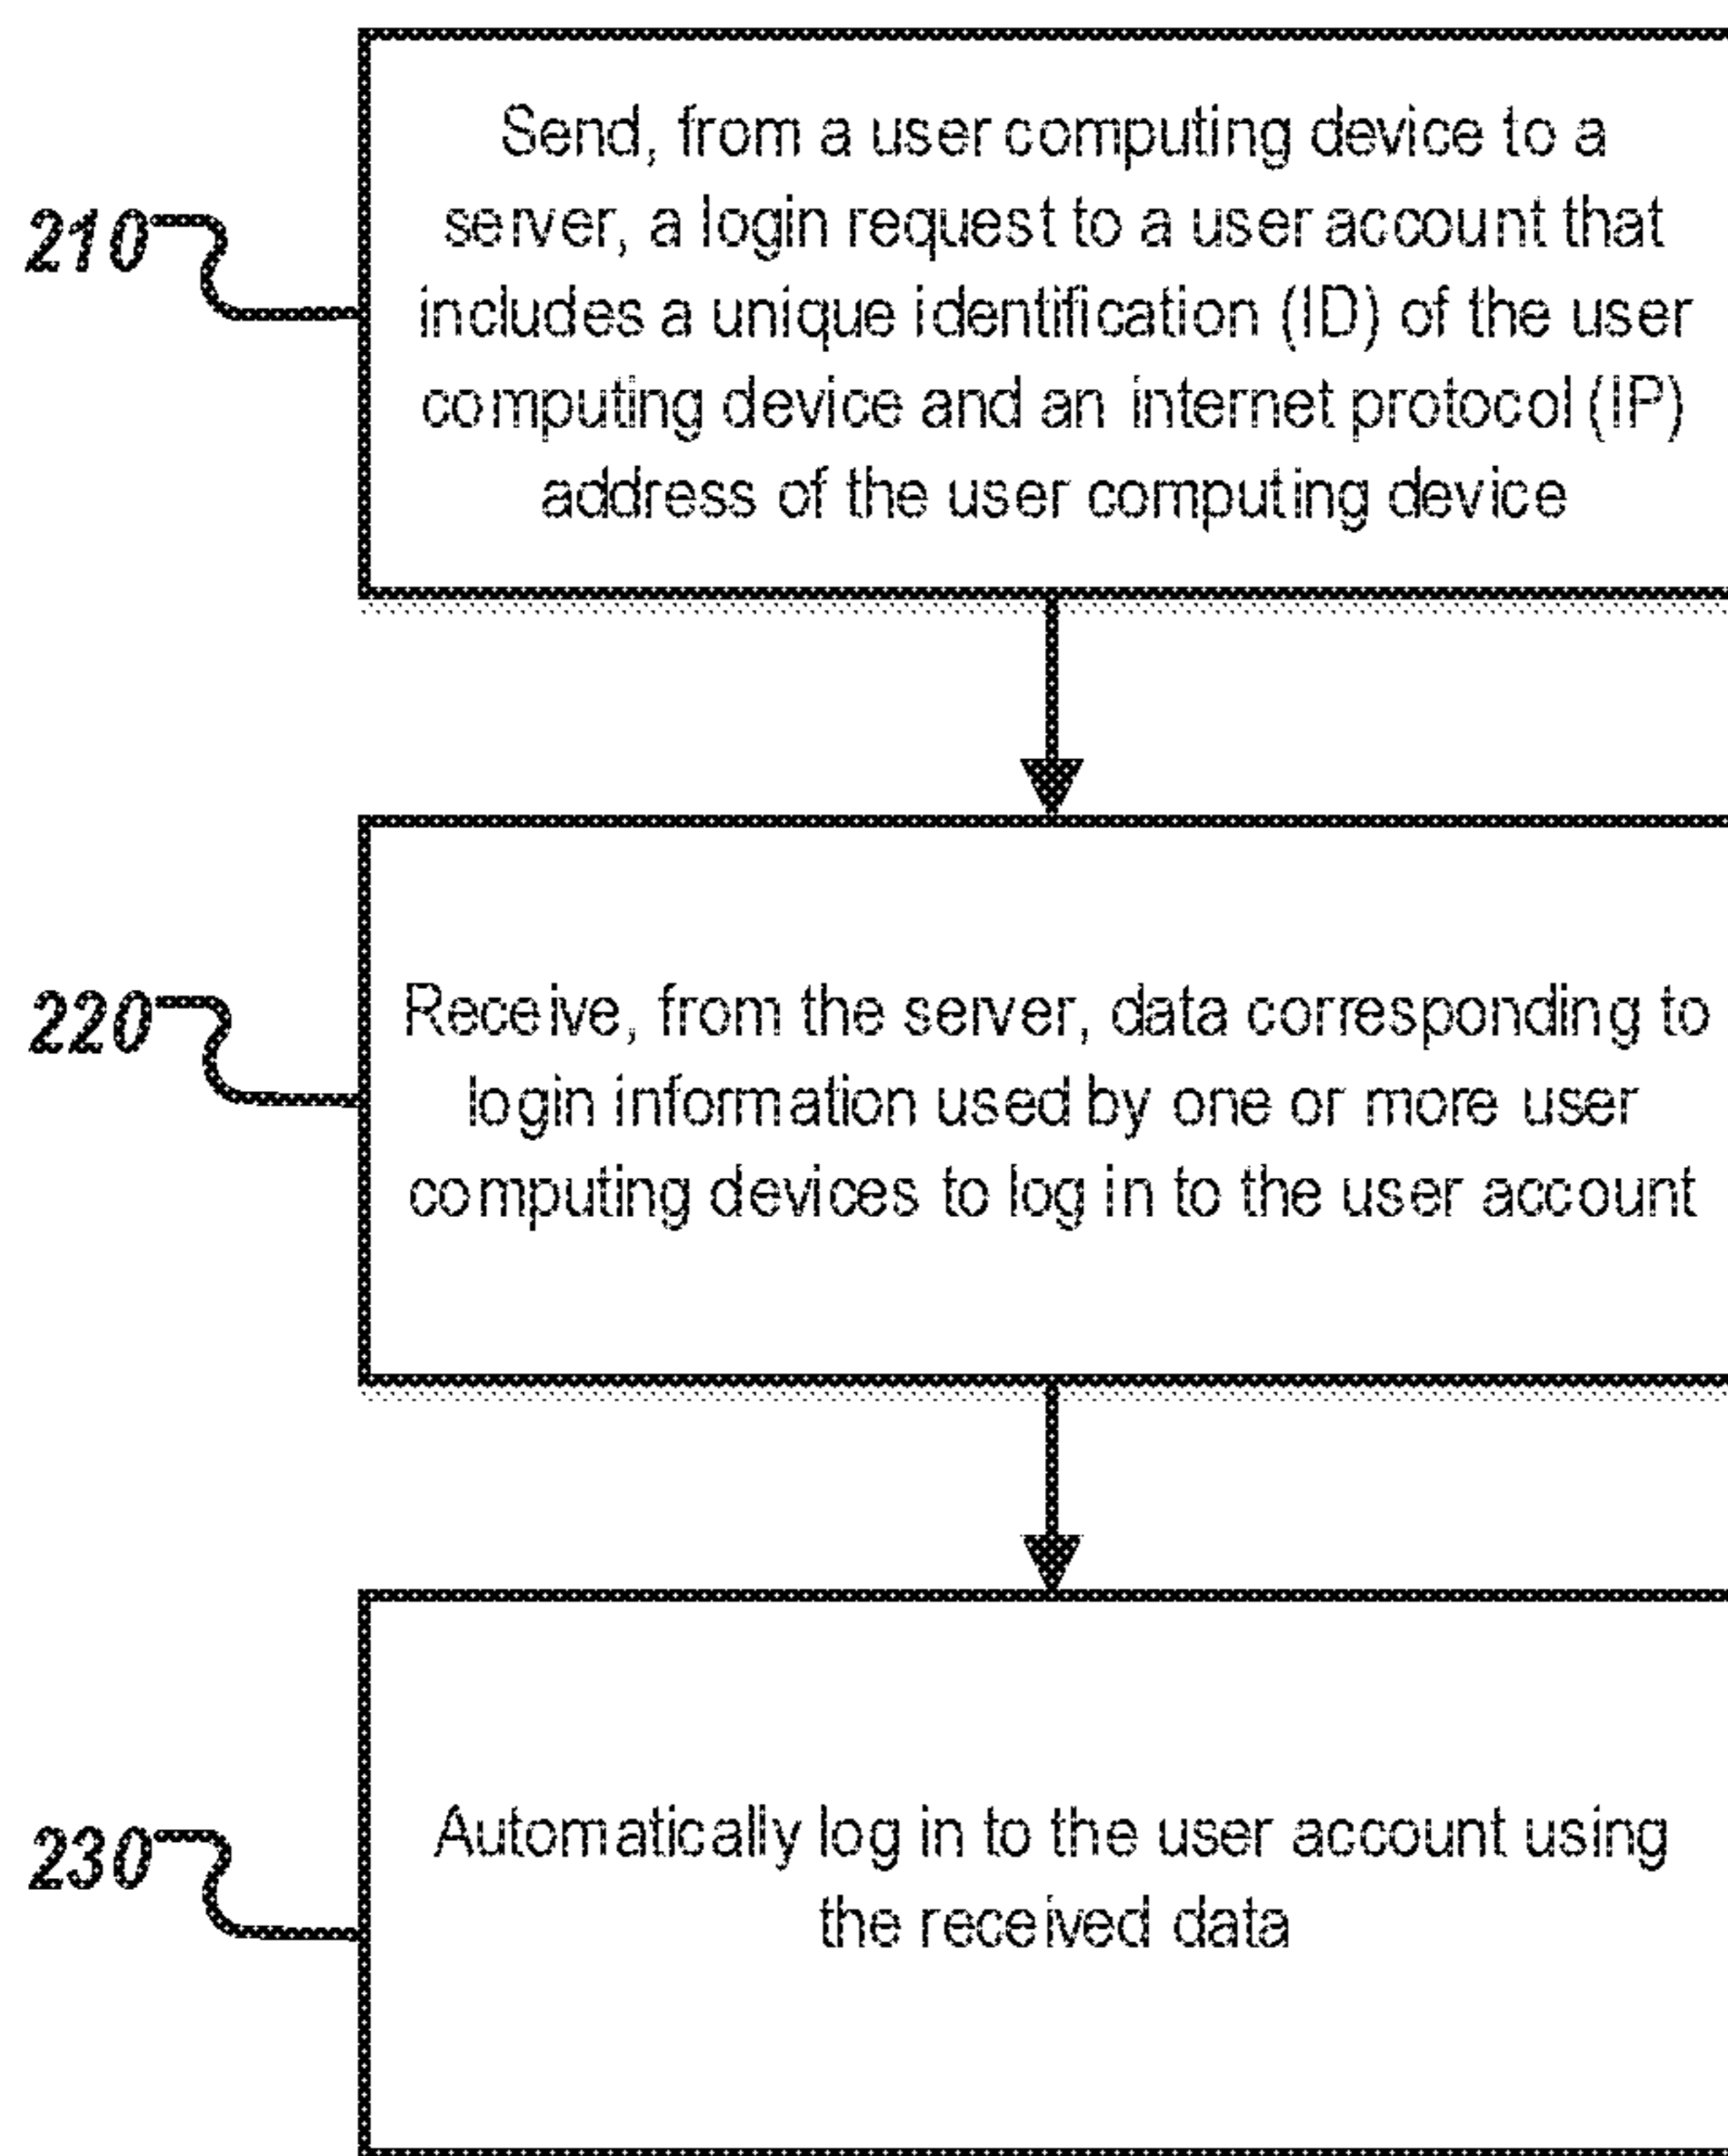 210
Send, from a user computing device to a
server, a login request to a user account that
includes a unique identification (ID) of the user
computing device and an internet protocol (IP)
address of the user computing device
220
Receive, from the server, data corresponding to
login information used by one or more user
computing devices to log in to the user account
230
Automatically log in to the user account using
the received data